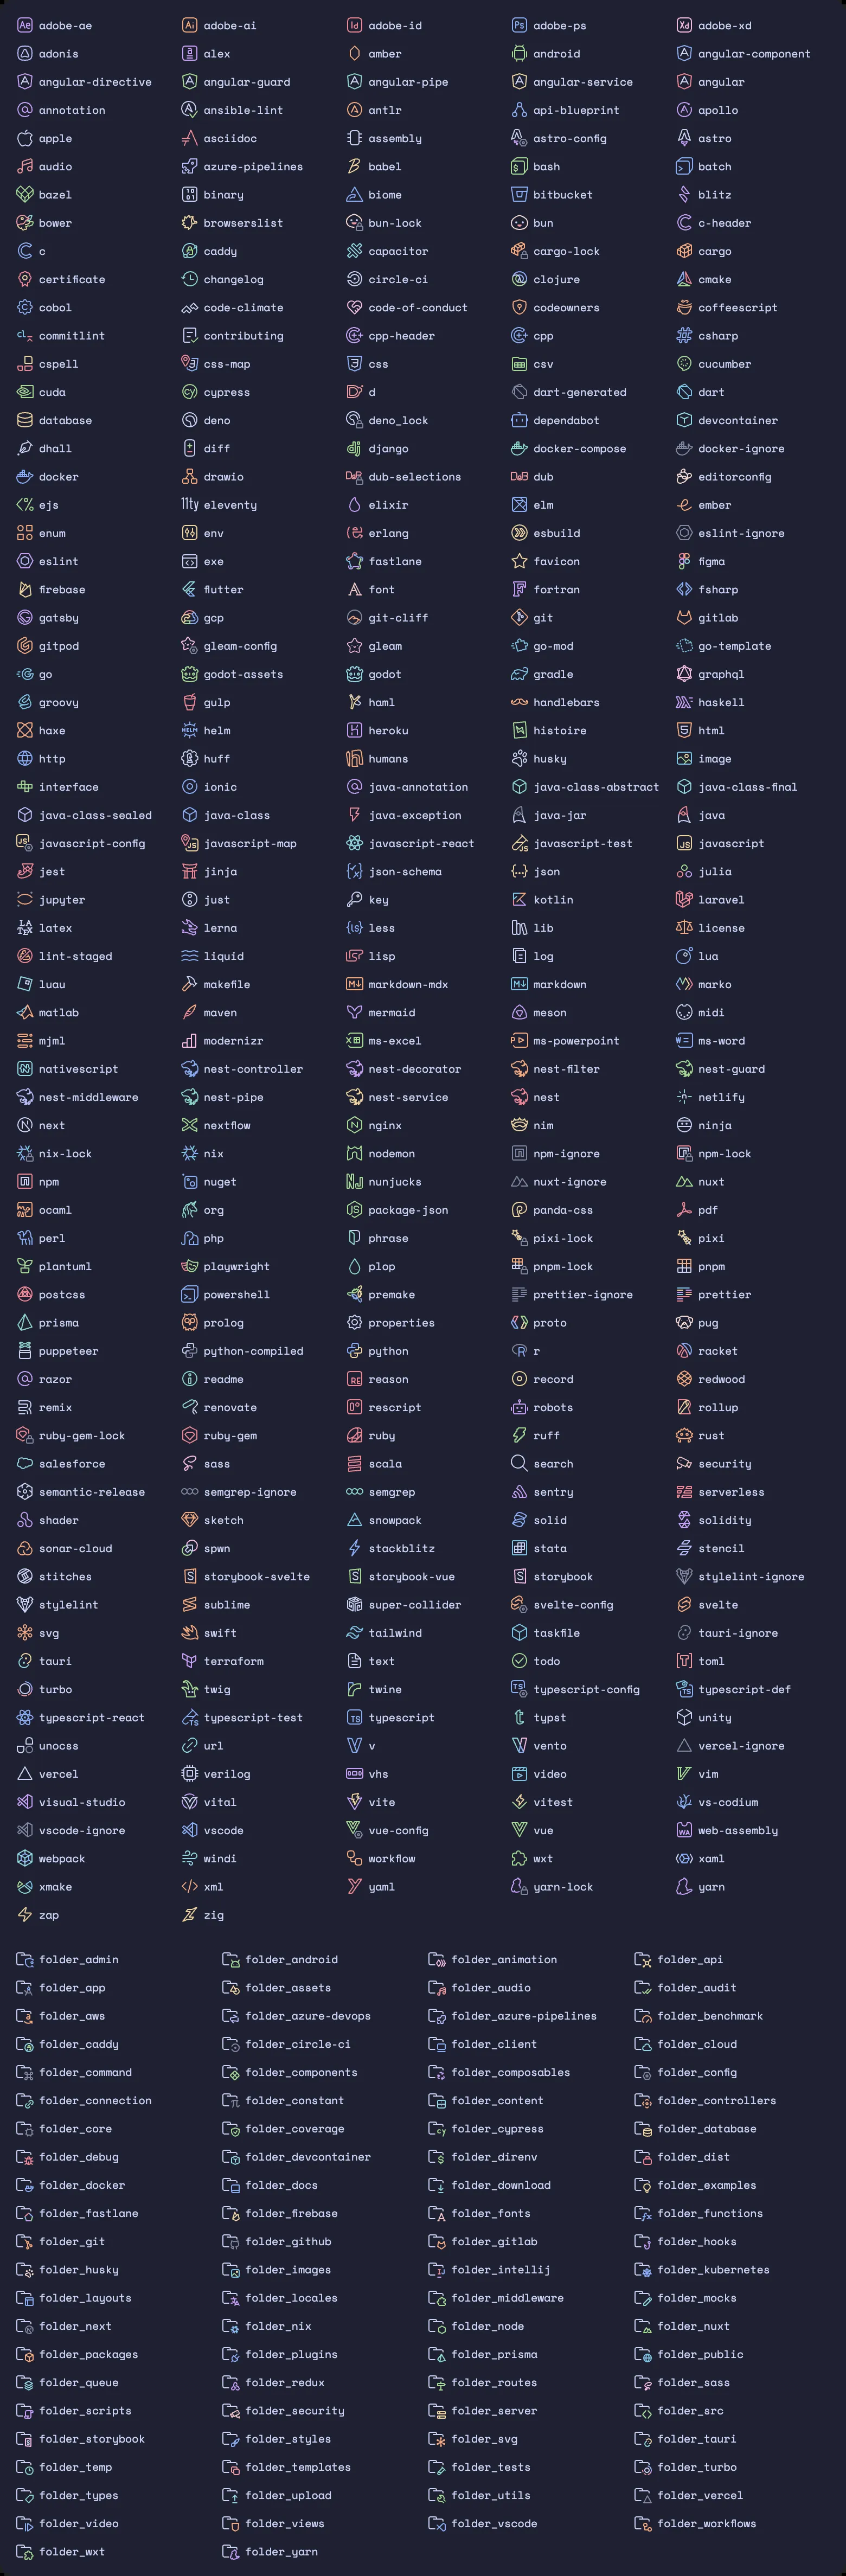 adobe-ae adobe-ai adobe-id adobe-ps adobe-xd
adonis alex amber android angular-component
angular-directive angular-guard angular-pipe angular-service angular
annotation ansible-lint antlr api-blueprint apollo
apple asciidoc assembly astro-config astro
audio azure-pipelines babel bash batch
bazel binary biome bitbucket blitz
bower browserslist bun-lock bun c-header
c caddy capacitor cargo-lock cargo
certificate changelog circle-ci clojure cmake
cobol code-climate code-of-conduct codeowners coffeescript
commitlint contributing cpp-header cpp csharp
cspell css-map css csv cucumber
cuda cypress d dart-generated dart
database deno deno_lock dependabot devcontainer
dhall diff django docker-compose docker-ignore
docker drawio dub-selections dub editorconfig
ejs eleventy elixir elm ember
enum env erlang esbuild eslint-ignore
eslint exe fastlane favicon figma
firebase flutter font fortran fsharp
gatsby gcp git-cliff git gitlab
gitpod gleam-config gleam go-mod go-template
go godot-assets godot gradle graphql
groovy gulp haml handlebars haskell
haxe helm heroku histoire html
http huff humans husky image
interface ionic java-annotation java-class-abstract java-class-final
java-class-sealed java-class java-exception java-jar java
javascript-config javascript-map javascript-react javascript-test javascript
jest jinja json-schema json julia
jupyter just key kotlin laravel
latex lerna less lib license
lint-staged liquid lisp log lua
luau makefile markdown-mdx markdown marko
matlab maven mermaid meson midi
mjml modernizr ms-excel ms-powerpoint ms-word
nativescript nest-controller nest-decorator nest-filter nest-guard
nest-middleware nest-pipe nest-service nest netlify
next nextflow nginx nim ninja
nix-lock nix nodemon npm-ignore npm-lock
npm nuget nunjucks nuxt-ignore nuxt
ocaml org package-json panda-css pdf
perl php phrase pixi-lock pixi
plantuml playwright plop pnpm-lock pnpm
postcss powershell premake prettier-ignore prettier
prisma prolog properties proto pug
puppeteer python-compiled python r racket
razor readme reason record redwood
remix renovate rescript robots rollup
ruby-gem-lock ruby-gem ruby ruff rust
salesforce sass scala search security
semantic-release semgrep-ignore semgrep sentry serverless
shader sketch snowpack solid solidity
sonar-cloud spwn stackblitz stata stencil
stitches storybook-svelte storybook-vue storybook stylelint-ignore
stylelint sublime super-collider svelte-config svelte
svg swift tailwind taskfile tauri-ignore
tauri terraform text todo toml
turbo twig twine typescript-config typescript-def
typescript-react typescript-test typescript typst unity
unocss url v vento vercel-ignore
vercel verilog vhs video vim
visual-studio vital vite vitest vs-codium
vscode-ignore vscode vue-config vue web-assembly
webpack windi workflow wxt xaml
xmake xml yaml yarn-lock yarn
zap zig
folder_admin folder_android folder_animation folder_api
folder_app folder_assets folder_audio folder_audit
folder_aws folder_azure-devops folder_azure-pipelines folder_benchmark
folder_caddy folder_circle-ci folder_client folder_cloud
folder_command folder_components folder_composables folder_config
folder_connection folder_constant folder_content folder_controllers
folder_core folder_coverage folder_cypress folder_database
folder_debug folder_devcontainer folder_direnv folder_dist
folder_docker folder_docs folder_download folder_examples
folder_fastlane folder_firebase folder_fonts folder_functions
folder_git folder_github folder_gitlab folder_hooks
folder_husky folder_images folder_intellij folder_kubernetes
folder_layouts folder_locales folder_middleware folder_mocks
folder_next folder_nix folder_node folder_nuxt
folder_packages folder_plugins folder_prisma folder_public
folder_queue folder_redux folder_routes folder_sass
folder_scripts folder_security folder_server folder_src
folder_storybook folder_styles folder_svg folder_tauri
folder_temp folder_templates folder_tests folder_turbo
folder_types folder_upload folder_utils folder_vercel
folder_video folder_views folder_vscode folder_workflows
folder_wxt folder_yarn